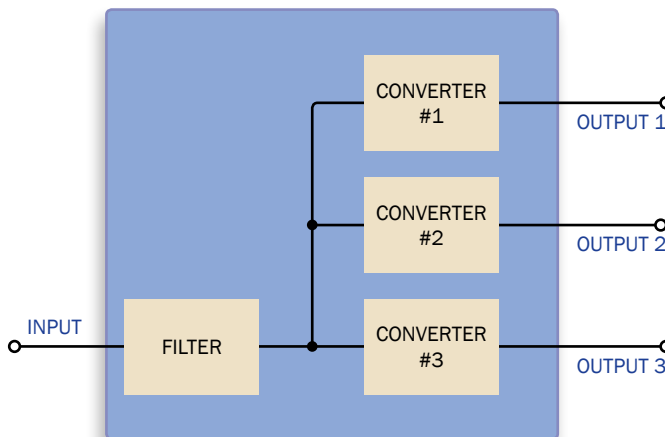 CONVERTER
#1
OUTPUT 1
CONVERTER
#2
OUTPUT 2
INPUT
FILTER
CONVERTER
#3
OUTPUT 3